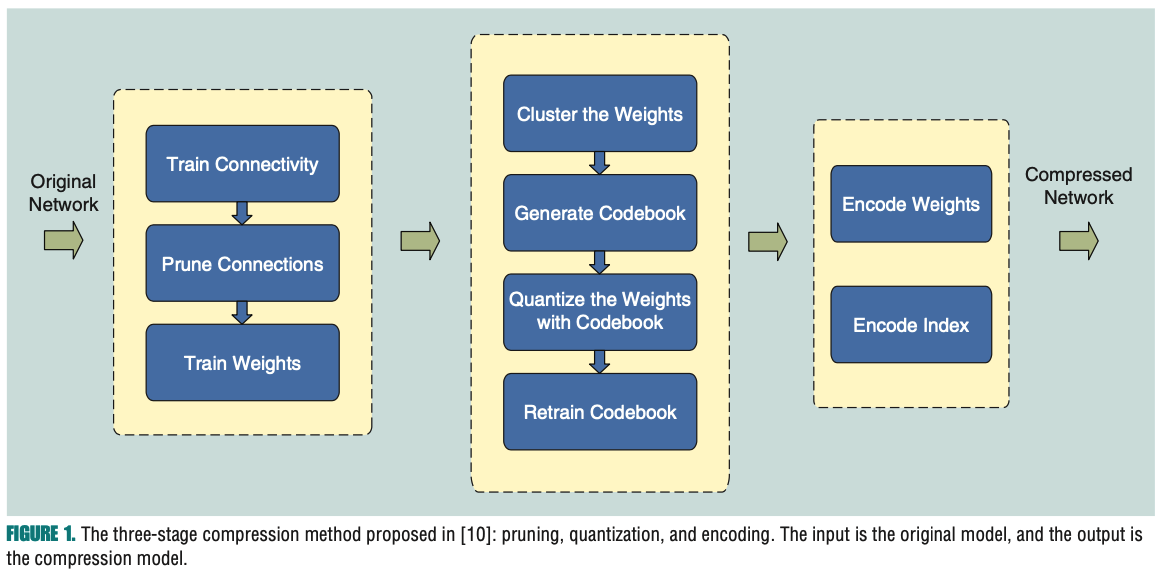 Original
Network
Train Connectivity
Prune Connections
Train Weights
Cluster the Weights
Generate Codebook
Quantize the Weights
with Codebook
Retrain Codebook
Encode Weights
Encode Index
Compressed
Network
FIGURE 1. The three-stage compression method proposed in [10]: pruning, quantization, and encoding. The input is the original model, and the output is
the compression model.